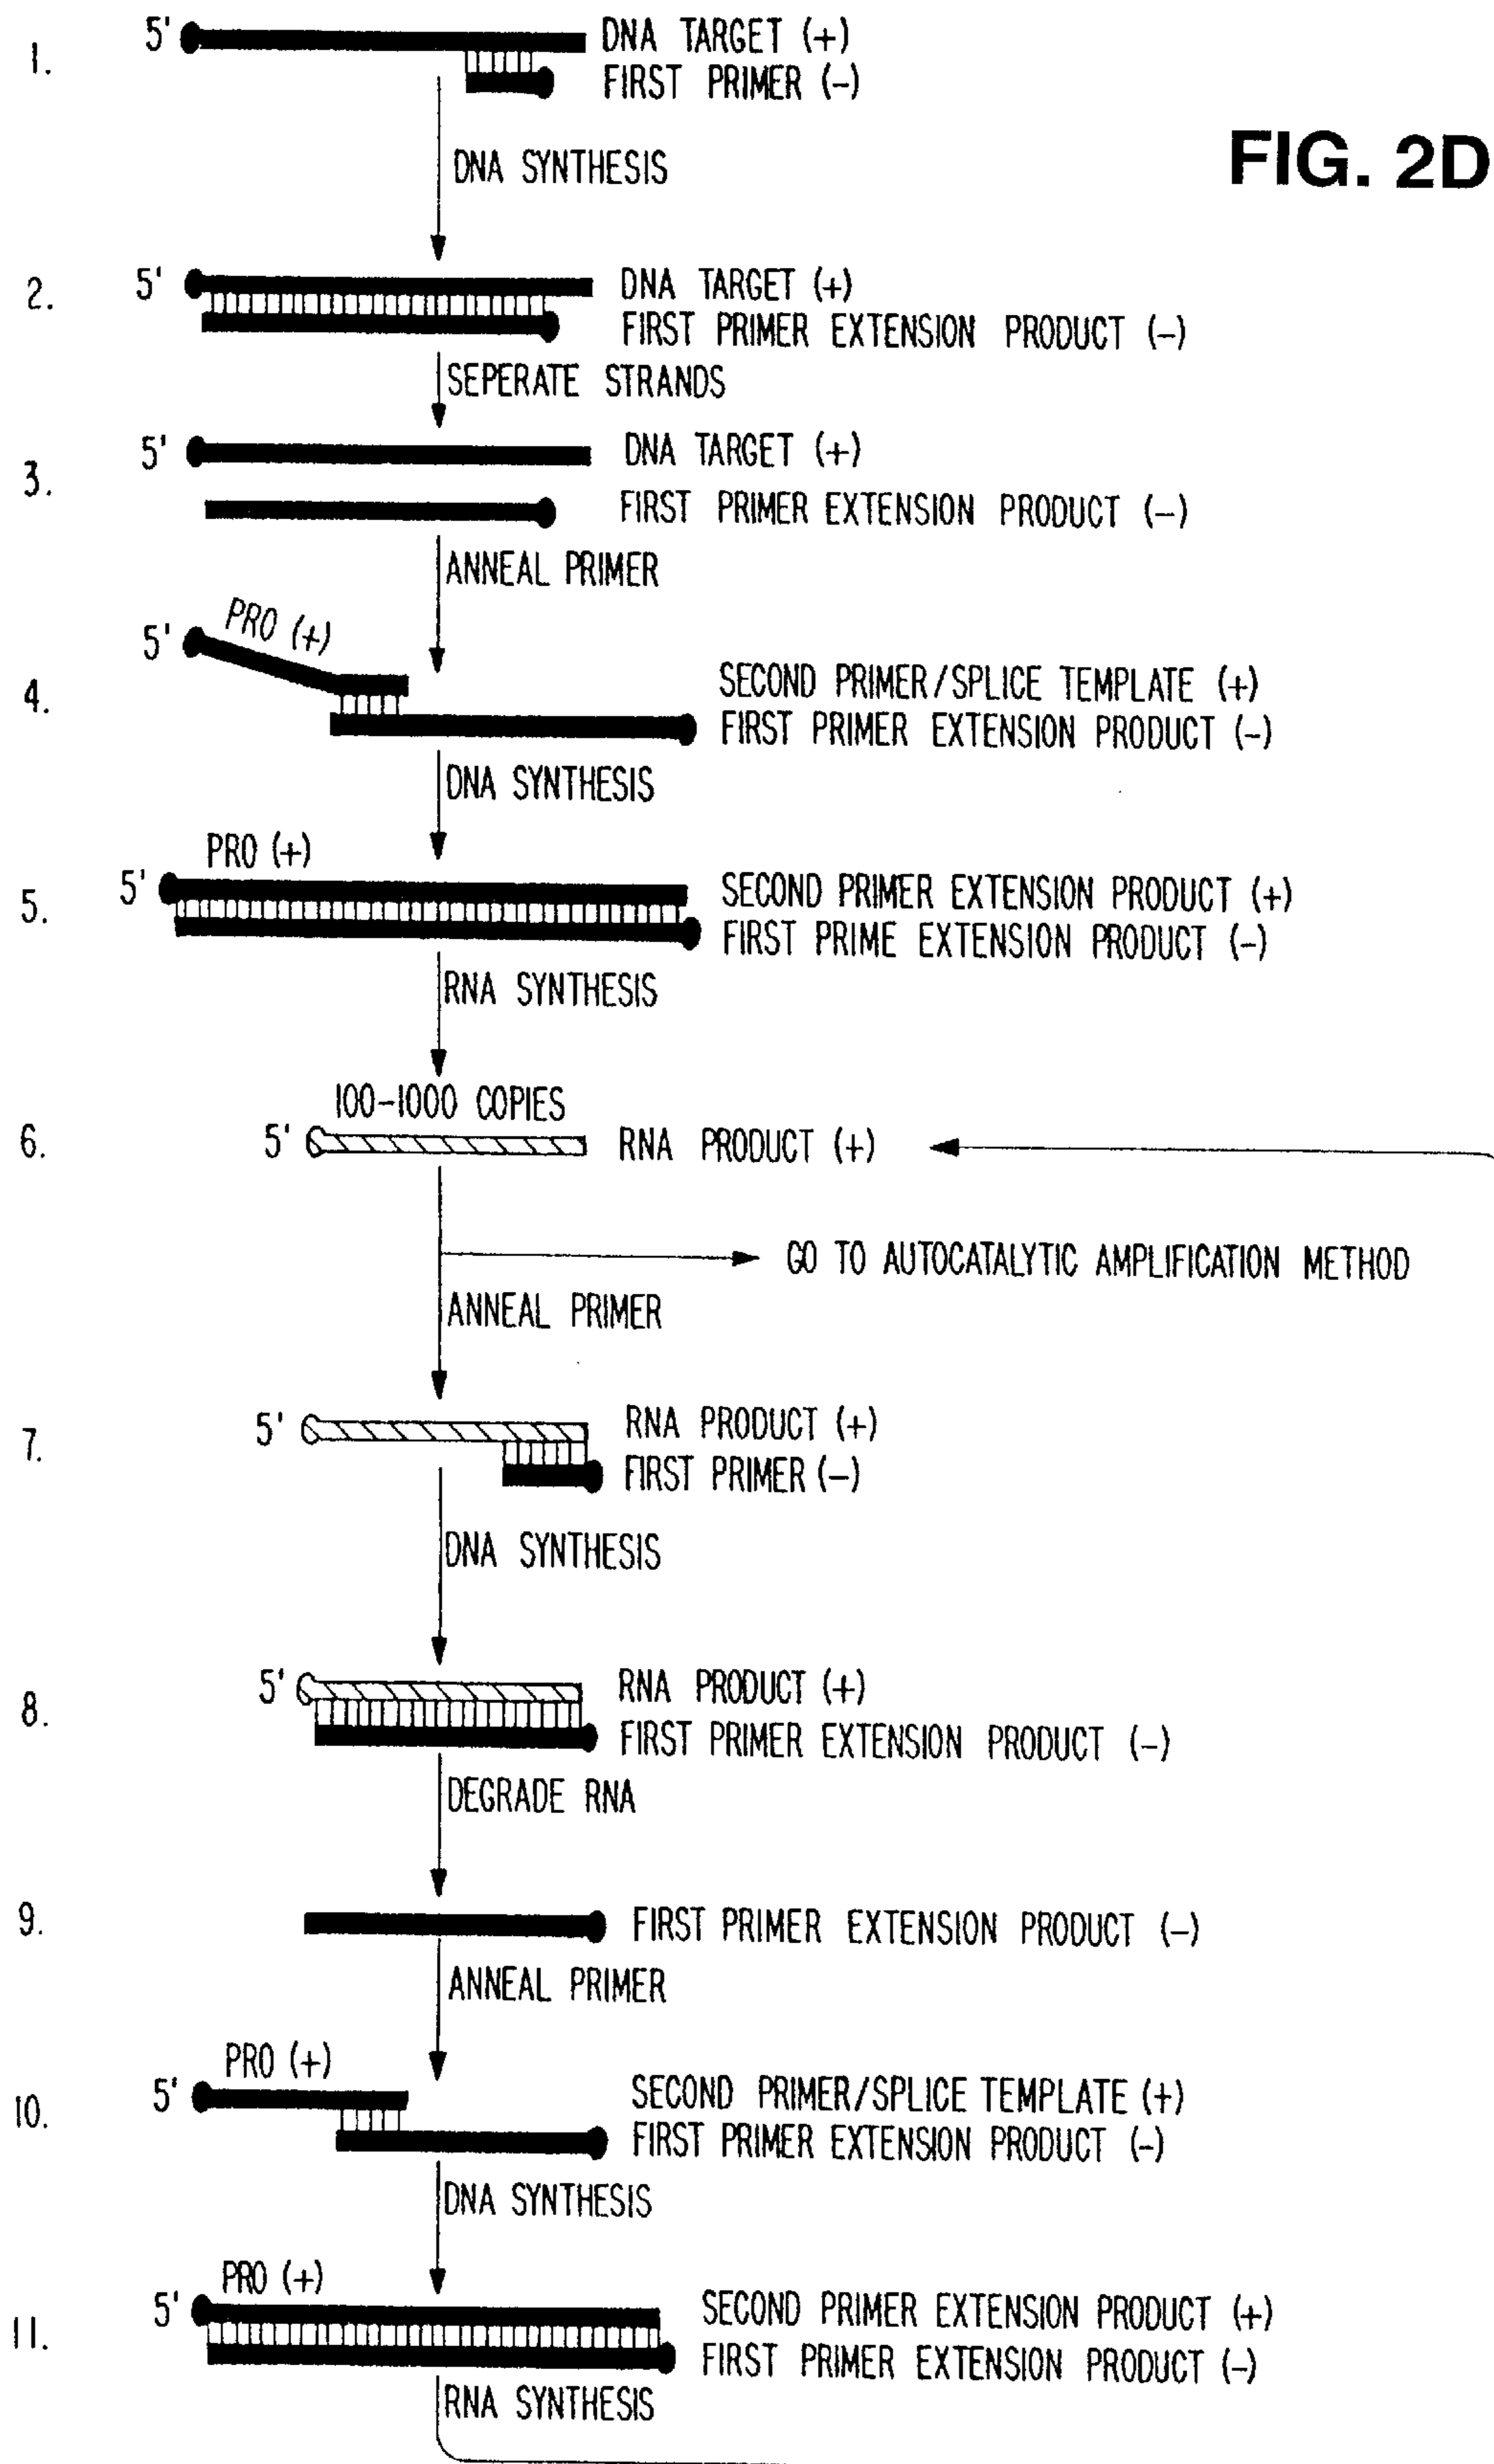 1.
5' DNA TARGET (+)
FIRST PRIMER (-)
FIG. 2D
DNA SYNTHESIS
2.
5' DNA TARGET (+)
FIRST PRIMER EXTENSION PRODUCT (-)
SEPERATE STRANDS
3.
5' DNA TARGET (+)
FIRST PRIMER EXTENSION PRODUCT (-)
ANNEAL PRIMER
4.
5' PRO (+)
SECOND PRIMER/SPLICE TEMPLATE (+)
FIRST PRIMER EXTENSION PRODUCT (-)
DNA SYNTHESIS
PRO (+)
5.
5' SECOND PRIMER EXTENSION PRODUCT (+)
FIRST PRIME EXTENSION PRODUCT (-)
RNA SYNTHESIS
100-1000 COPIES
6.
5' RNA PRODUCT (+)
GO TO AUTOCATALYTIC AMPLIFICATION METHOD
ANNEAL PRIMER
7.
5' RNA PRODUCT (+)
FIRST PRIMER (-)
DNA SYNTHESIS
8.
5' RNA PRODUCT (+)
FIRST PRIMER EXTENSION PRODUCT (-)
DEGRADE RNA
9.
FIRST PRIMER EXTENSION PRODUCT (-)
ANNEAL PRIMER
PRO (+)
10.
5' SECOND PRIMER/SPLICE TEMPLATE (+)
FIRST PRIMER EXTENSION PRODUCT (-)
DNA SYNTHESIS
PRO (+)
11.
5' SECOND PRIMER EXTENSION PRODUCT (+)
FIRST PRIMER EXTENSION PRODUCT (-)
RNA SYNTHESIS